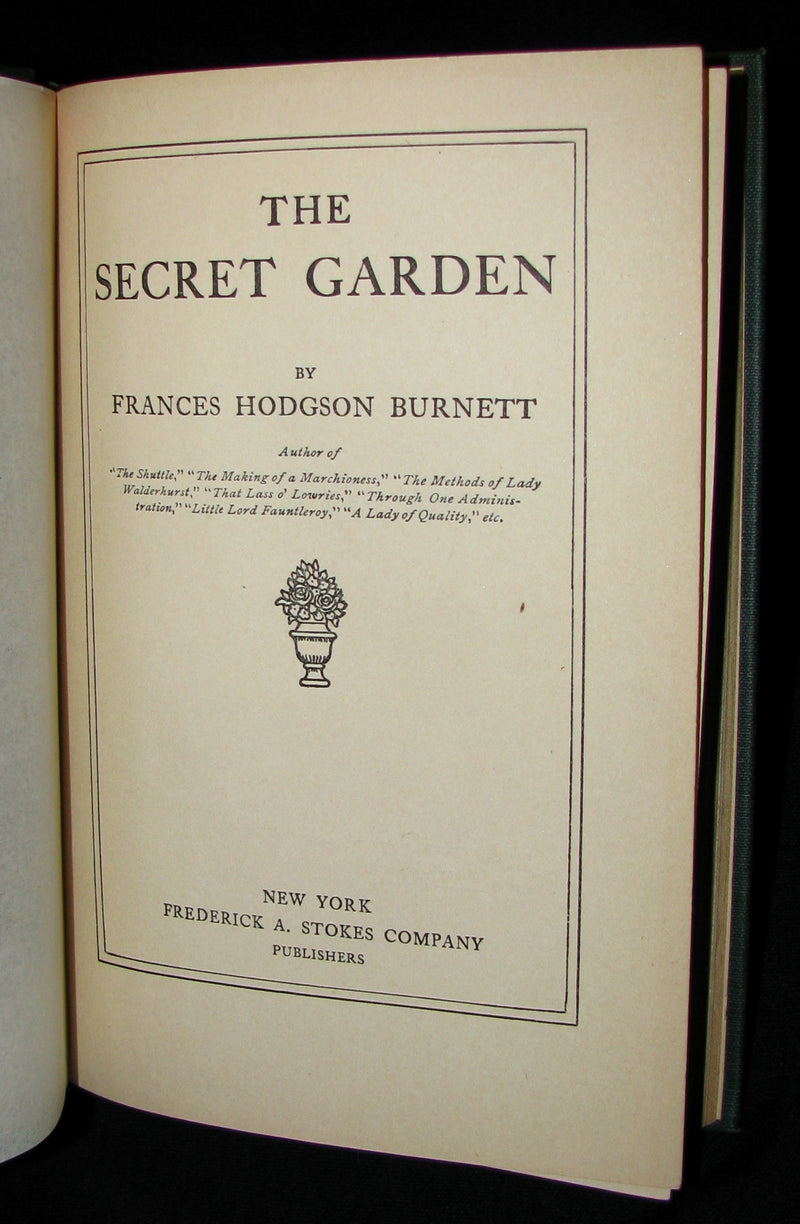 THE
SECRET GARDEN
BY
FRANCES HODGSON BURNETT
Author of
"The Shuttle," "The Making of a Marchioness," "The Methods of Lady
Walderhurst," "That Lass o' Lowries," "Through One Adminis-
tration," "Little Lord Fauntleroy," "A Lady of Quality," etc.
NEW YORK
FREDERICK A. STOKES COMPANY
PUBLISHERS